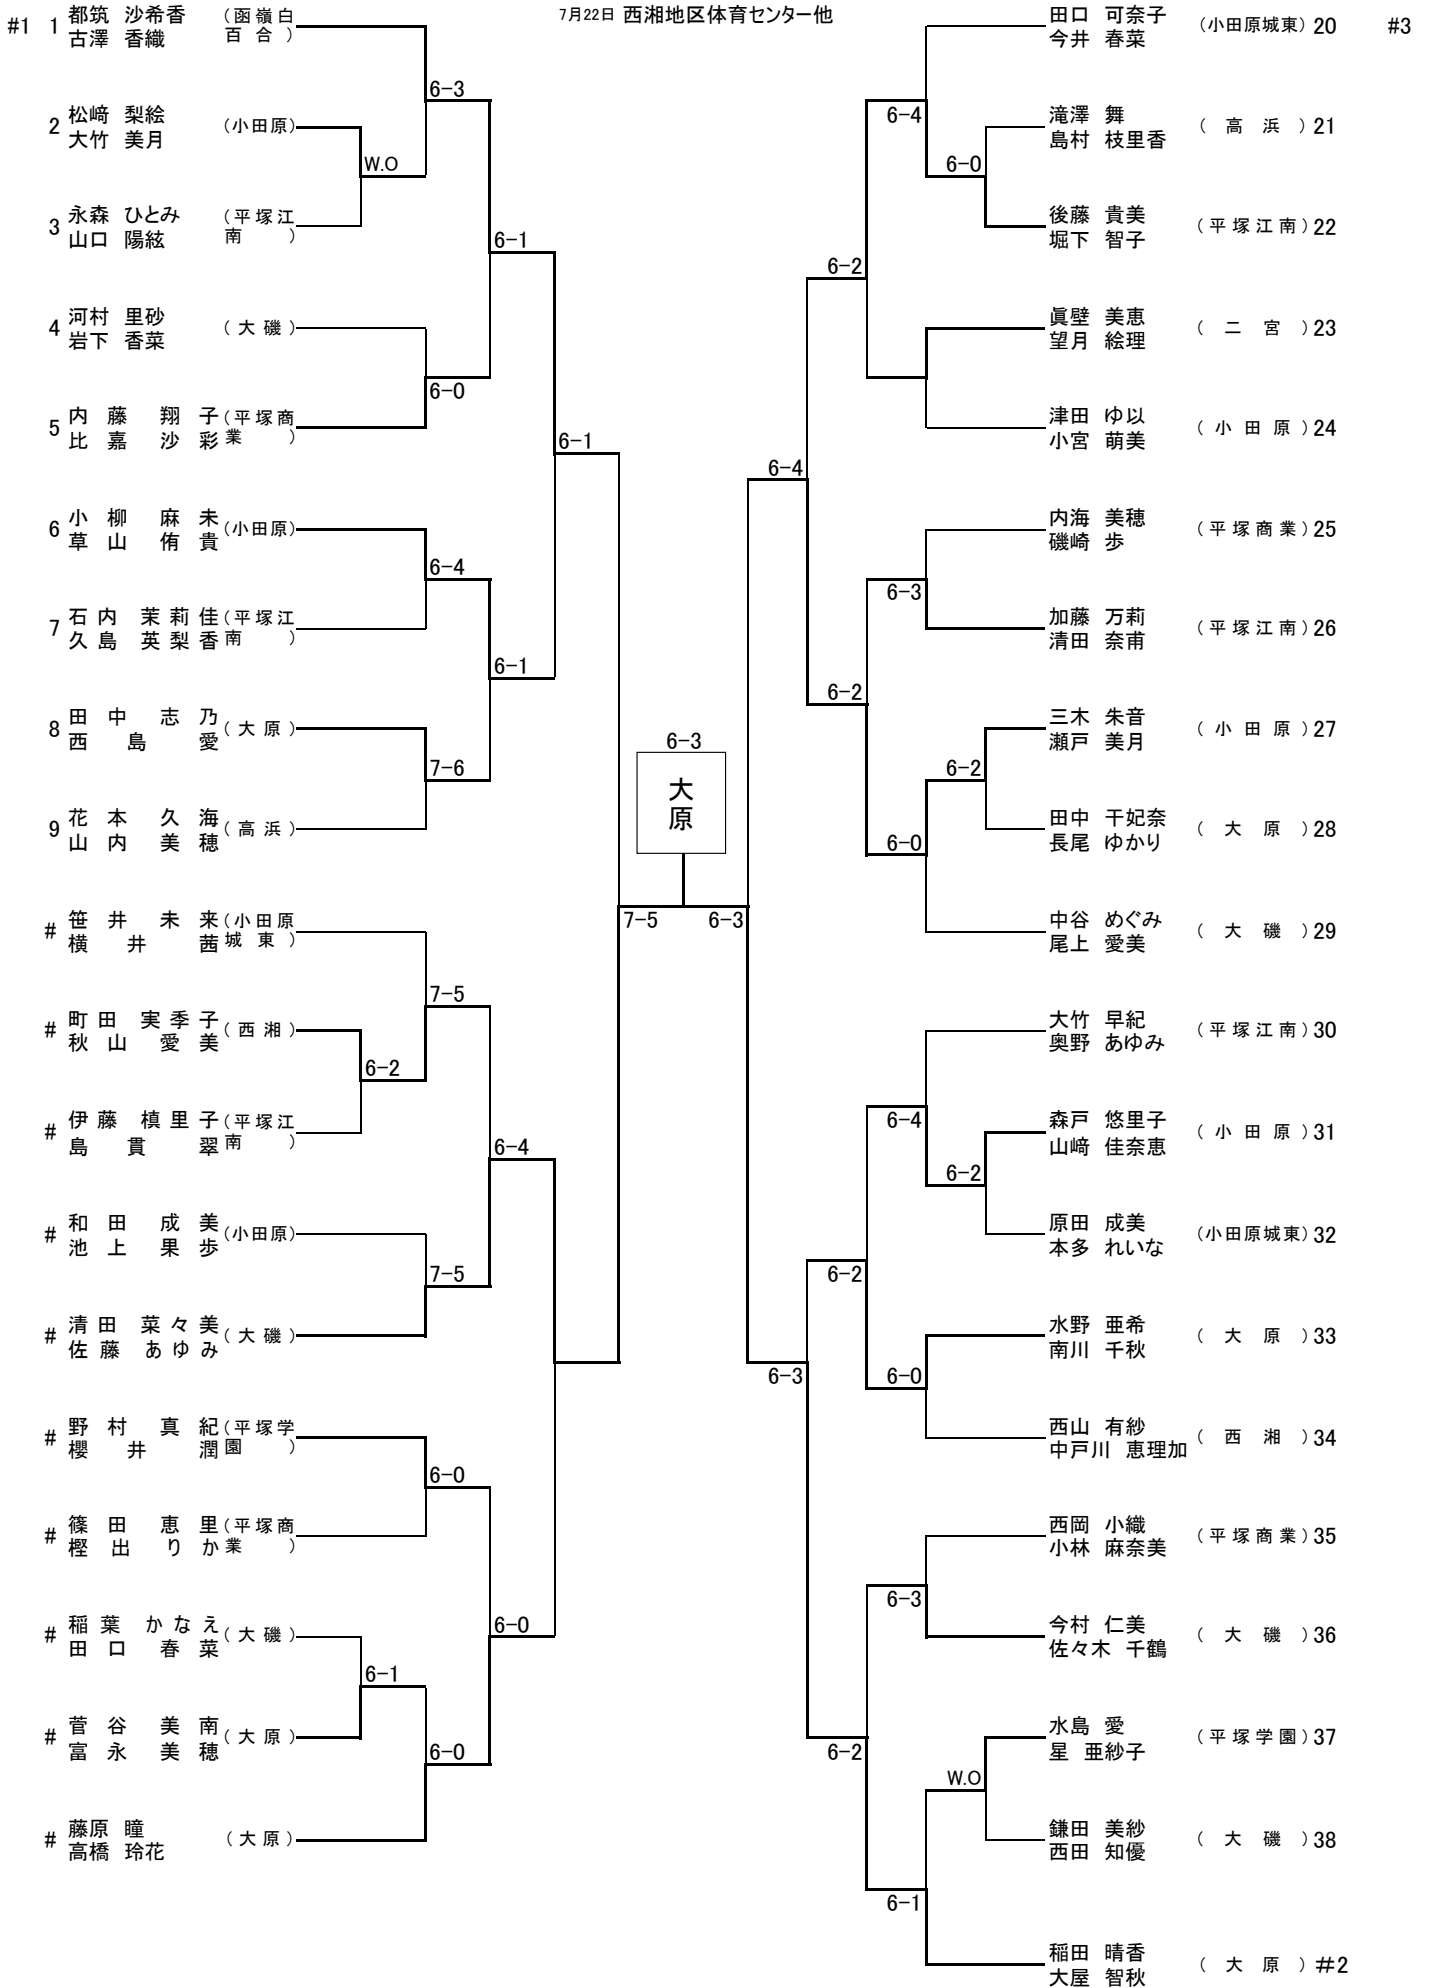 7月22日 西湘地区体育センター他
#1 1 都筑 沙希香 (函嶺白
古澤 香織 百合)
6-3
2 松﨑 梨絵 (小田原)
大竹 美月
W.O
3 永森 ひとみ (平塚江
山口 陽絃 南)
6-1
4 河村 里砂 (大磯)
岩下 香菜
6-0
5 内藤 翔子 (平塚商
比嘉 沙彩 業)
6-1
6 小柳 麻未 (小田原)
草山 侑貴
6-4
7 石内 茉莉佳 (平塚江
久島 英梨香 南)
6-1
8 田中 志乃 (大原)
西島 愛
7-6
9 花本 久海 (高浜)
山内 美穂
# 笹井 未来 (小田原
横井 茜 城東)
7-5
# 町田 実季子 (西湘)
秋山 愛美
6-2
# 伊藤 槙里子 (平塚江
島貫 翠 南)
6-4
# 和田 成美 (小田原)
池上 果歩
7-5
# 清田 菜々美 (大磯)
佐藤 あゆみ
# 野村 真紀 (平塚学
櫻井 潤 園)
6-0
# 篠田 恵里 (平塚商
樫出 りか 業)
6-0
# 稲葉 かなえ (大磯)
田口 春菜
6-1
# 菅谷 美南 (大原)
富永 美穂
6-0
# 藤原 瞳 (大原)
高橋 玲花
6-3
大
原
7-5 6-3
田口 可奈子 (小田原城東) 20 #3
今井 春菜
6-4
滝澤 舞 (高浜) 21
島村 枝里香
6-0
後藤 貴美 (平塚江南) 22
堀下 智子
6-2
眞壁 美恵 (二宮) 23
望月 絵理
津田 ゆ以 (小田原) 24
小宮 萌美
6-4
内海 美穂 (平塚商業) 25
磯崎 歩
6-3
加藤 万莉 (平塚江南) 26
清田 奈甫
6-2
三木 朱音 (小田原) 27
瀬戸 美月
6-2
田中 干妃奈 (大原) 28
長尾 ゆかり
6-0
中谷 めぐみ (大磯) 29
尾上 愛美
大竹 早紀 (平塚江南) 30
奥野 あゆみ
6-4
森戸 悠里子 (小田原) 31
山﨑 佳奈恵
6-2
原田 成美 (小田原城東) 32
本多 れいな
6-2
水野 亜希 (大原) 33
南川 千秋
6-0
西山 有紗 (西湘) 34
中戸川 恵理加
6-3
西岡 小織 (平塚商業) 35
小林 麻奈美
6-3
今村 仁美 (大磯) 36
佐々木 千鶴
6-2
水島 愛 (平塚学園) 37
星 亜紗子
W.O
鎌田 美紗 (大磯) 38
西田 知優
6-1
稲田 晴香 (大原) #2
大屋 智秋